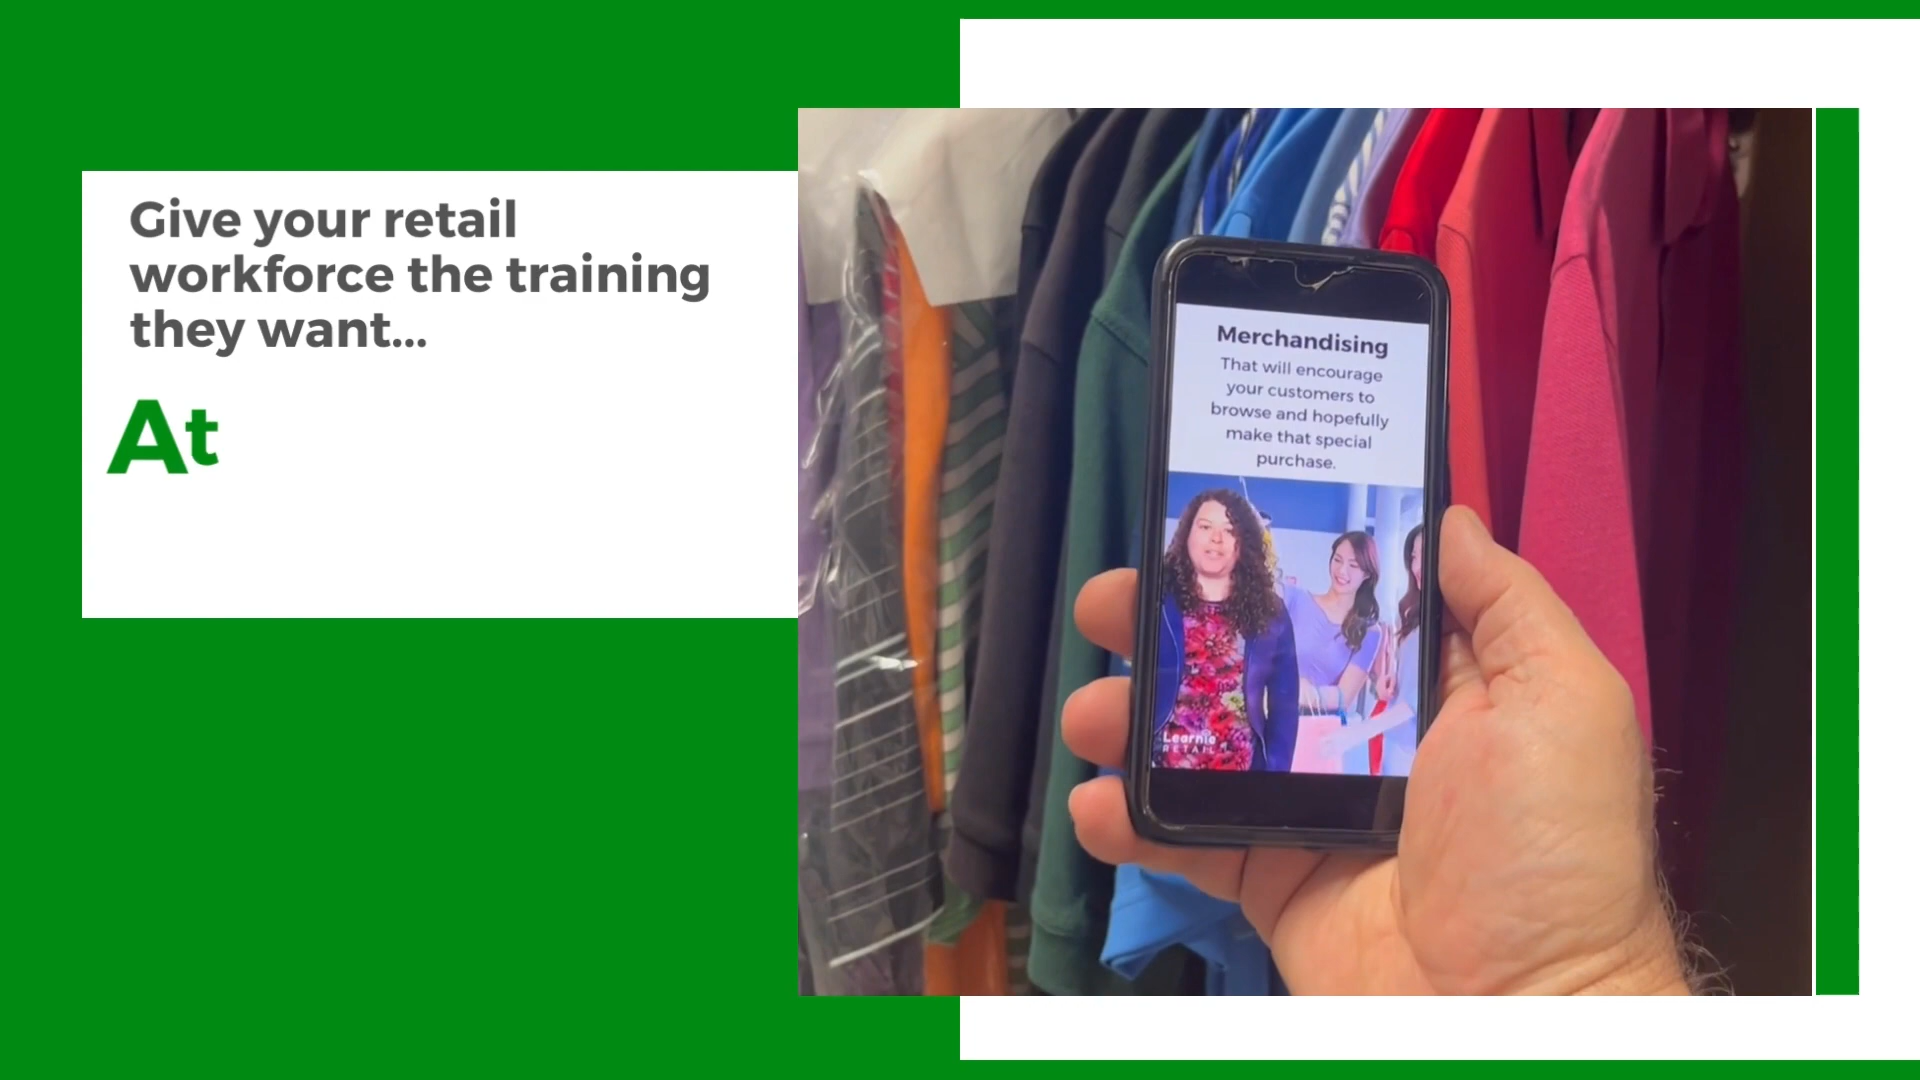 Give your retail
workforce the training
they want...
At
Merchandising
That will encourage
your customers to
browse and hopefully
make that special
purchase.
Learnie
RETAIL